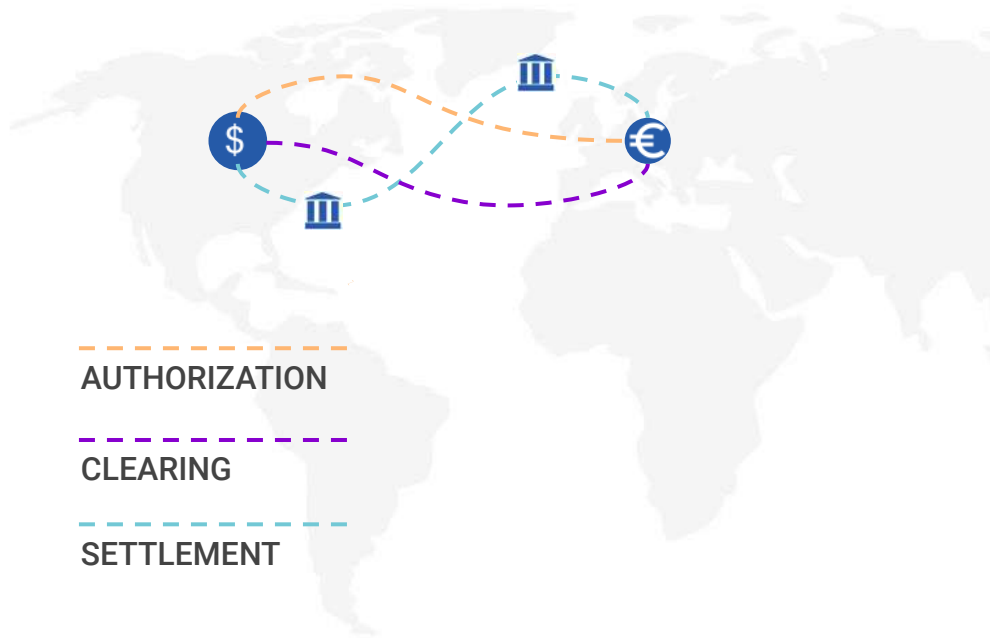 $
€
AUTHORIZATION
CLEARING
SETTLEMENT